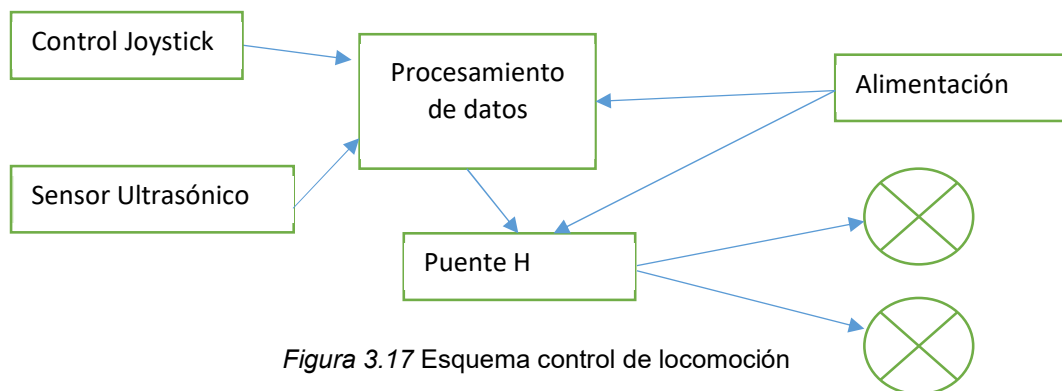 Control Joystick
Procesamiento
de datos
Alimentación
Sensor Ultrasónico
Puente H
Figura 3.17 Esquema control de locomoción